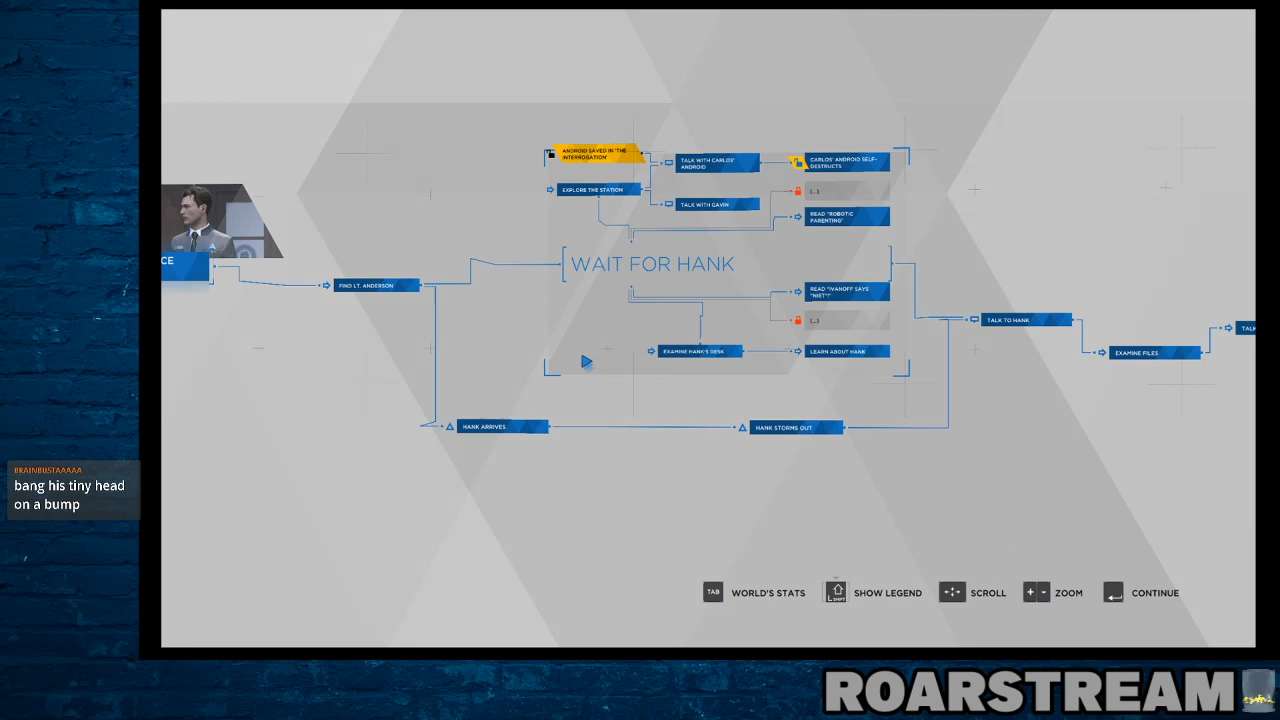 ANDROID SAVED IN 'THE
INTERROGATION'
TALK WITH CARLOS'
ANDROID
CARLOS' ANDROID SELF-
DESTRUCTS
EXPLORE THE STATION
(...)
TALK WITH GAVIN
READ "ROBOTIC
PARENTING"
CE
WAIT FOR HANK
FIND LT. ANDERSON
READ "IVANOFF SAYS
"NIET"!"
(...)
TALK TO HANK
TALK
EXAMINE HANK'S DESK
LEARN ABOUT HANK
EXAMINE FILES
HANK ARRIVES
HANK STORMS OUT
BRAINBUSTAAAAA
bang his tiny head
on a bump
TAB WORLD'S STATS
L SHIFT SHOW LEGEND
SCROLL
+ - ZOOM
CONTINUE
ROARSTREAM